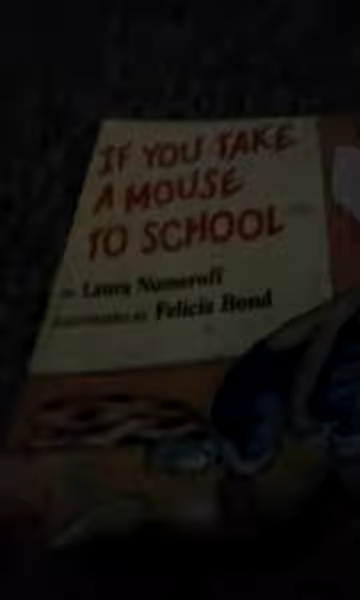 IF YOU TAKE
A MOUSE
TO SCHOOL
Laura Numeroff
Felicia Bond